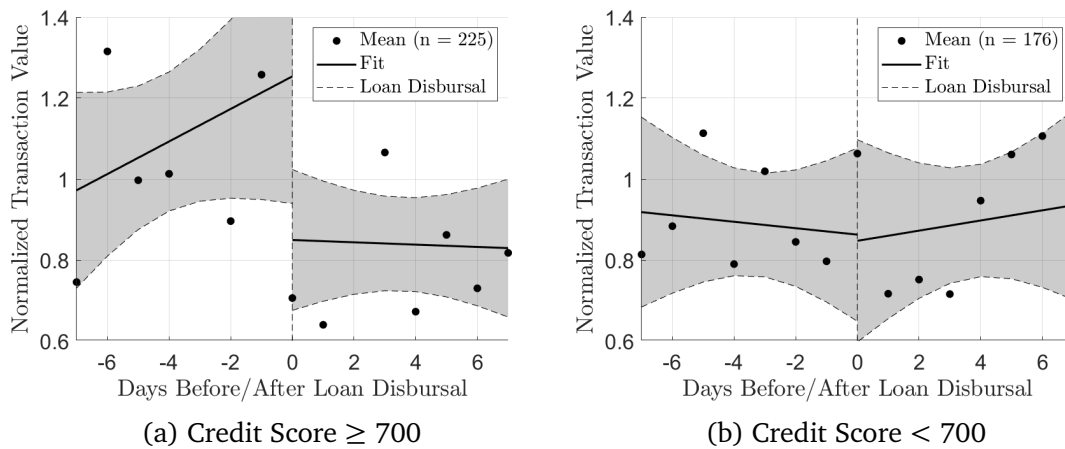 1.4
1.2
1
0.8
0.6
Normalized Transaction Value
Mean (n = 225)
Fit
Loan Disbursal
-6 -4 -2 0 2 4 6
Days Before/After Loan Disbursal
(a) Credit Score ≥ 700
1.4
1.2
1
0.8
0.6
Normalized Transaction Value
Mean (n = 176)
Fit
Loan Disbursal
-6 -4 -2 0 2 4 6
Days Before/After Loan Disbursal
(b) Credit Score < 700